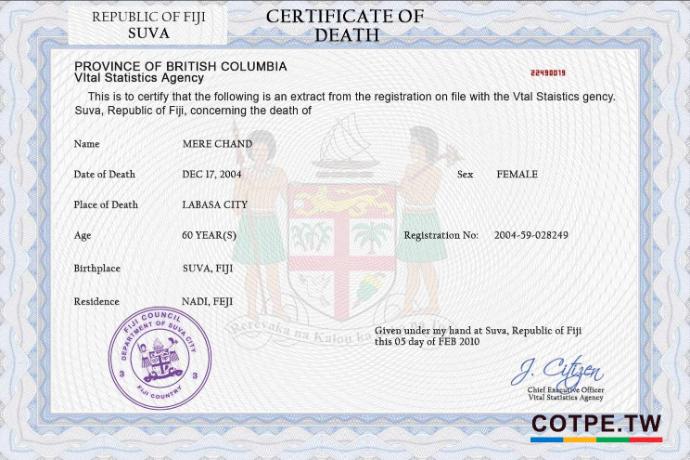 REPUBLIC OF FIJI
SUVA
CERTIFICATE OF
DEATH
PROVINCE OF BRITISH COLUMBIA
Vital Statistics Agency
22490019
This is to certify that the following is an extract from the registration on file with the Vtal Staistics gency.
Suva, Republic of Fiji, concerning the death of
Name MERE CHAND
Date of Death DEC 17, 2004 Sex FEMALE
Place of Death LABASA CITY
Age 60 YEAR(S) Registration No: 2004-59-028249
Birthplace SUVA, FIJI
Residence NADI, FEJI
Rerevaka na Kalou ka
FIJI COUNCIL
DEPARTMENT OF SUVA CITY
3 3
FIJI COUNTRY
Given under my hand at Suva, Republic of Fiji
this 05 day of FEB 2010
J. Citizen
Chief Executive Officer
Vital Statistics Agency
COTPE.TW